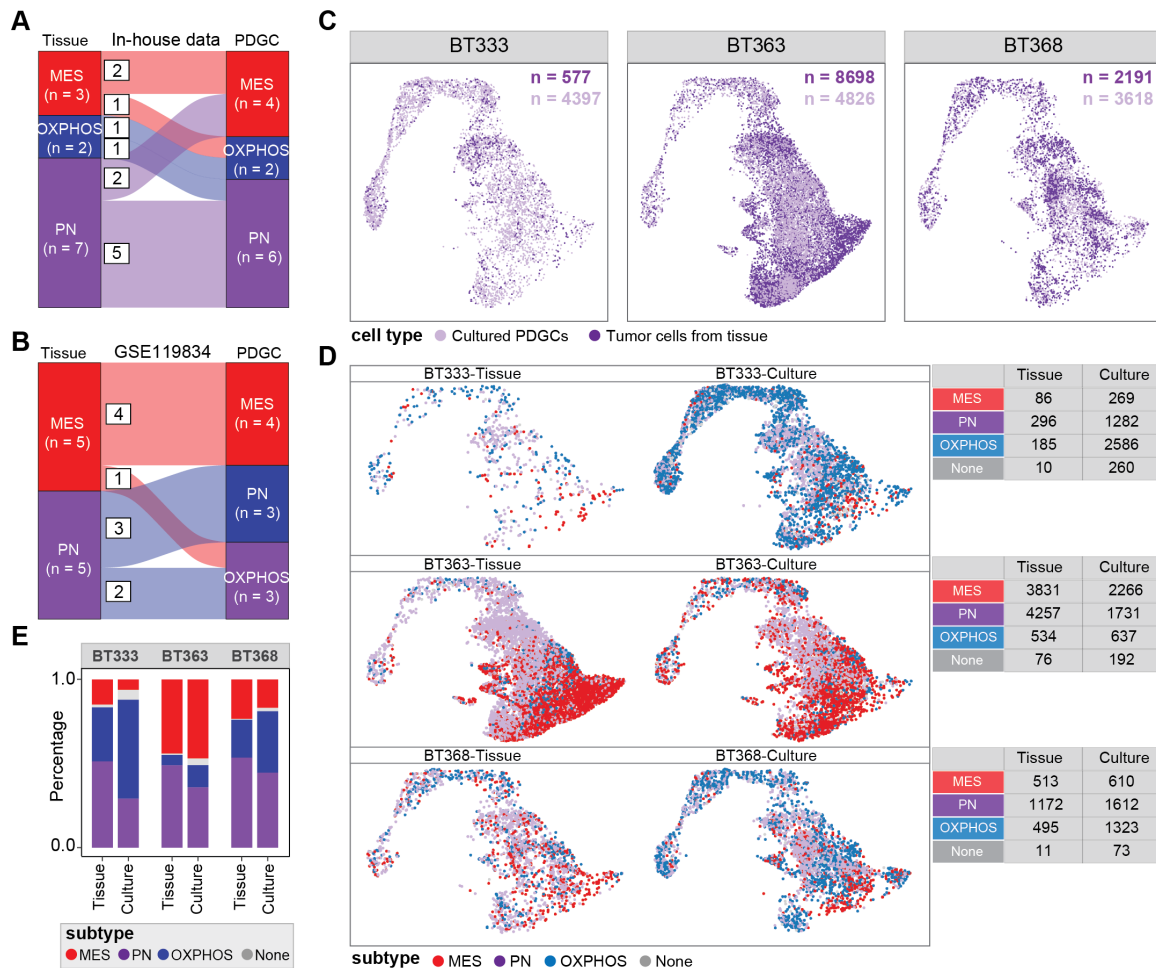 A
Tissue In-house data PDGC
MES
(n = 3)
OXPHOS
(n = 2)
PN
(n = 7)
2
1
1
1
2
5
MES
(n = 4)
OXPHOS
(n = 2)
PN
(n = 6)
B
Tissue GSE119834 PDGC
MES
(n = 5)
PN
(n = 5)
4
1
3
2
MES
(n = 4)
PN
(n = 3)
OXPHOS
(n = 3)
C
BT333 BT363 BT368
n = 577
n = 4397
n = 8698
n = 4826
n = 2191
n = 3618
cell type Cultured PDGCs Tumor cells from tissue
D
BT333-Tissue BT333-Culture
BT363-Tissue BT363-Culture
BT368-Tissue BT368-Culture
Tissue Culture
MES 86 269
PN 296 1282
OXPHOS 185 2586
None 10 260
Tissue Culture
MES 3831 2266
PN 4257 1731
OXPHOS 534 637
None 76 192
Tissue Culture
MES 513 610
PN 1172 1612
OXPHOS 495 1323
None 11 73
subtype MES PN OXPHOS None
E
BT333 BT363 BT368
Percentage
1.0
0.0
Tissue Culture Tissue Culture Tissue Culture
subtype
MES PN OXPHOS None